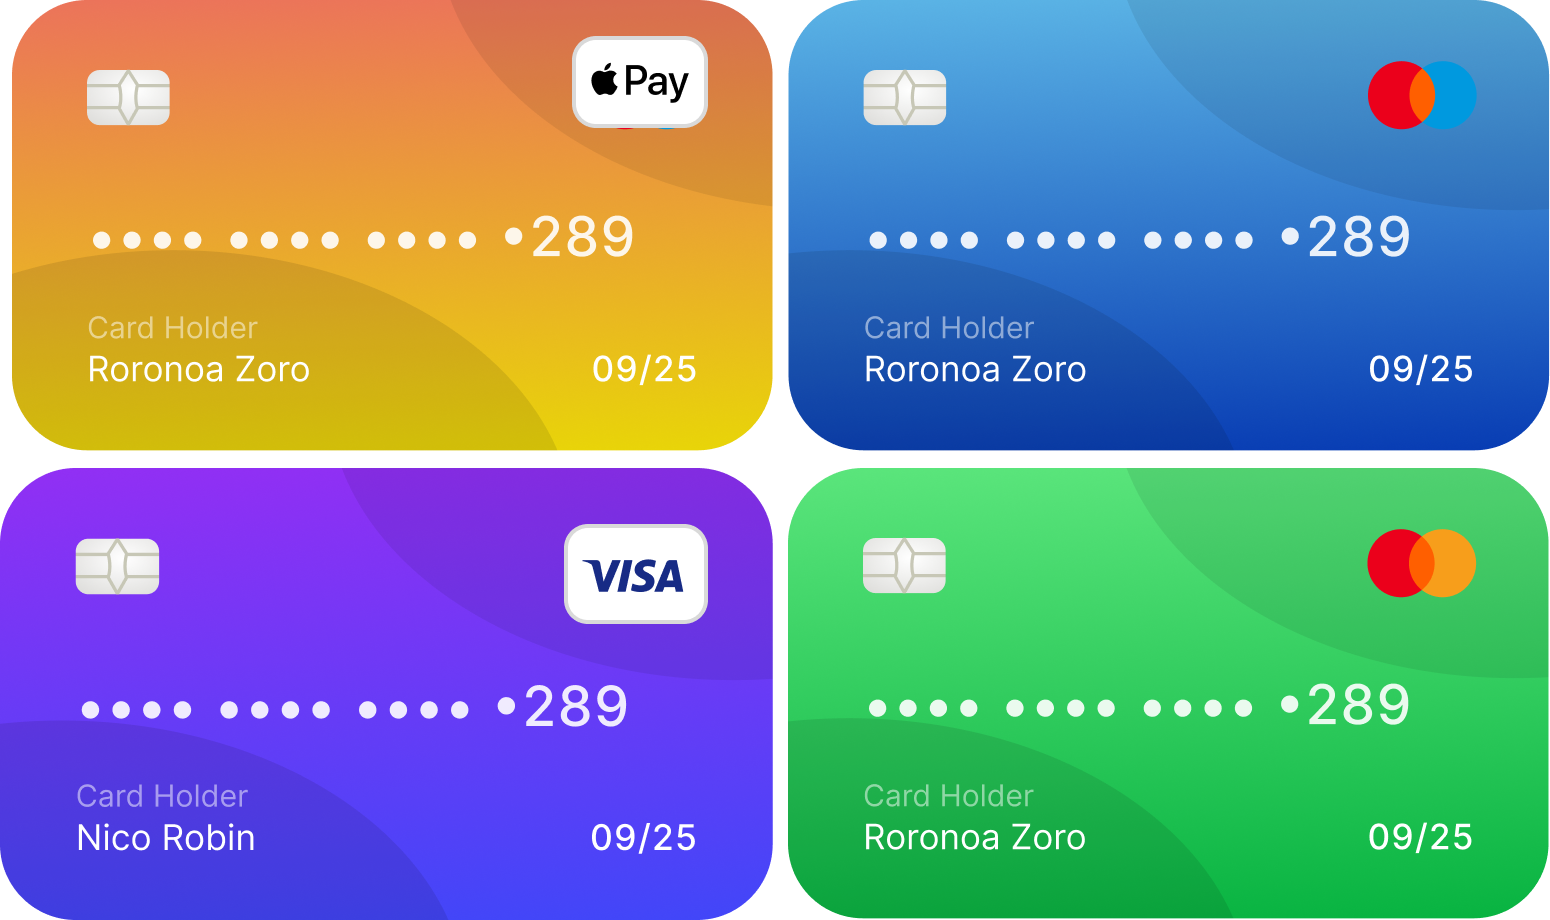 Pay
•••• •••• •••• •289
Card Holder
Roronoa Zoro
09/25
•••• •••• •••• •289
Card Holder
Roronoa Zoro
09/25
VISA
•••• •••• •••• •289
Card Holder
Nico Robin
09/25
•••• •••• •••• •289
Card Holder
Roronoa Zoro
09/25